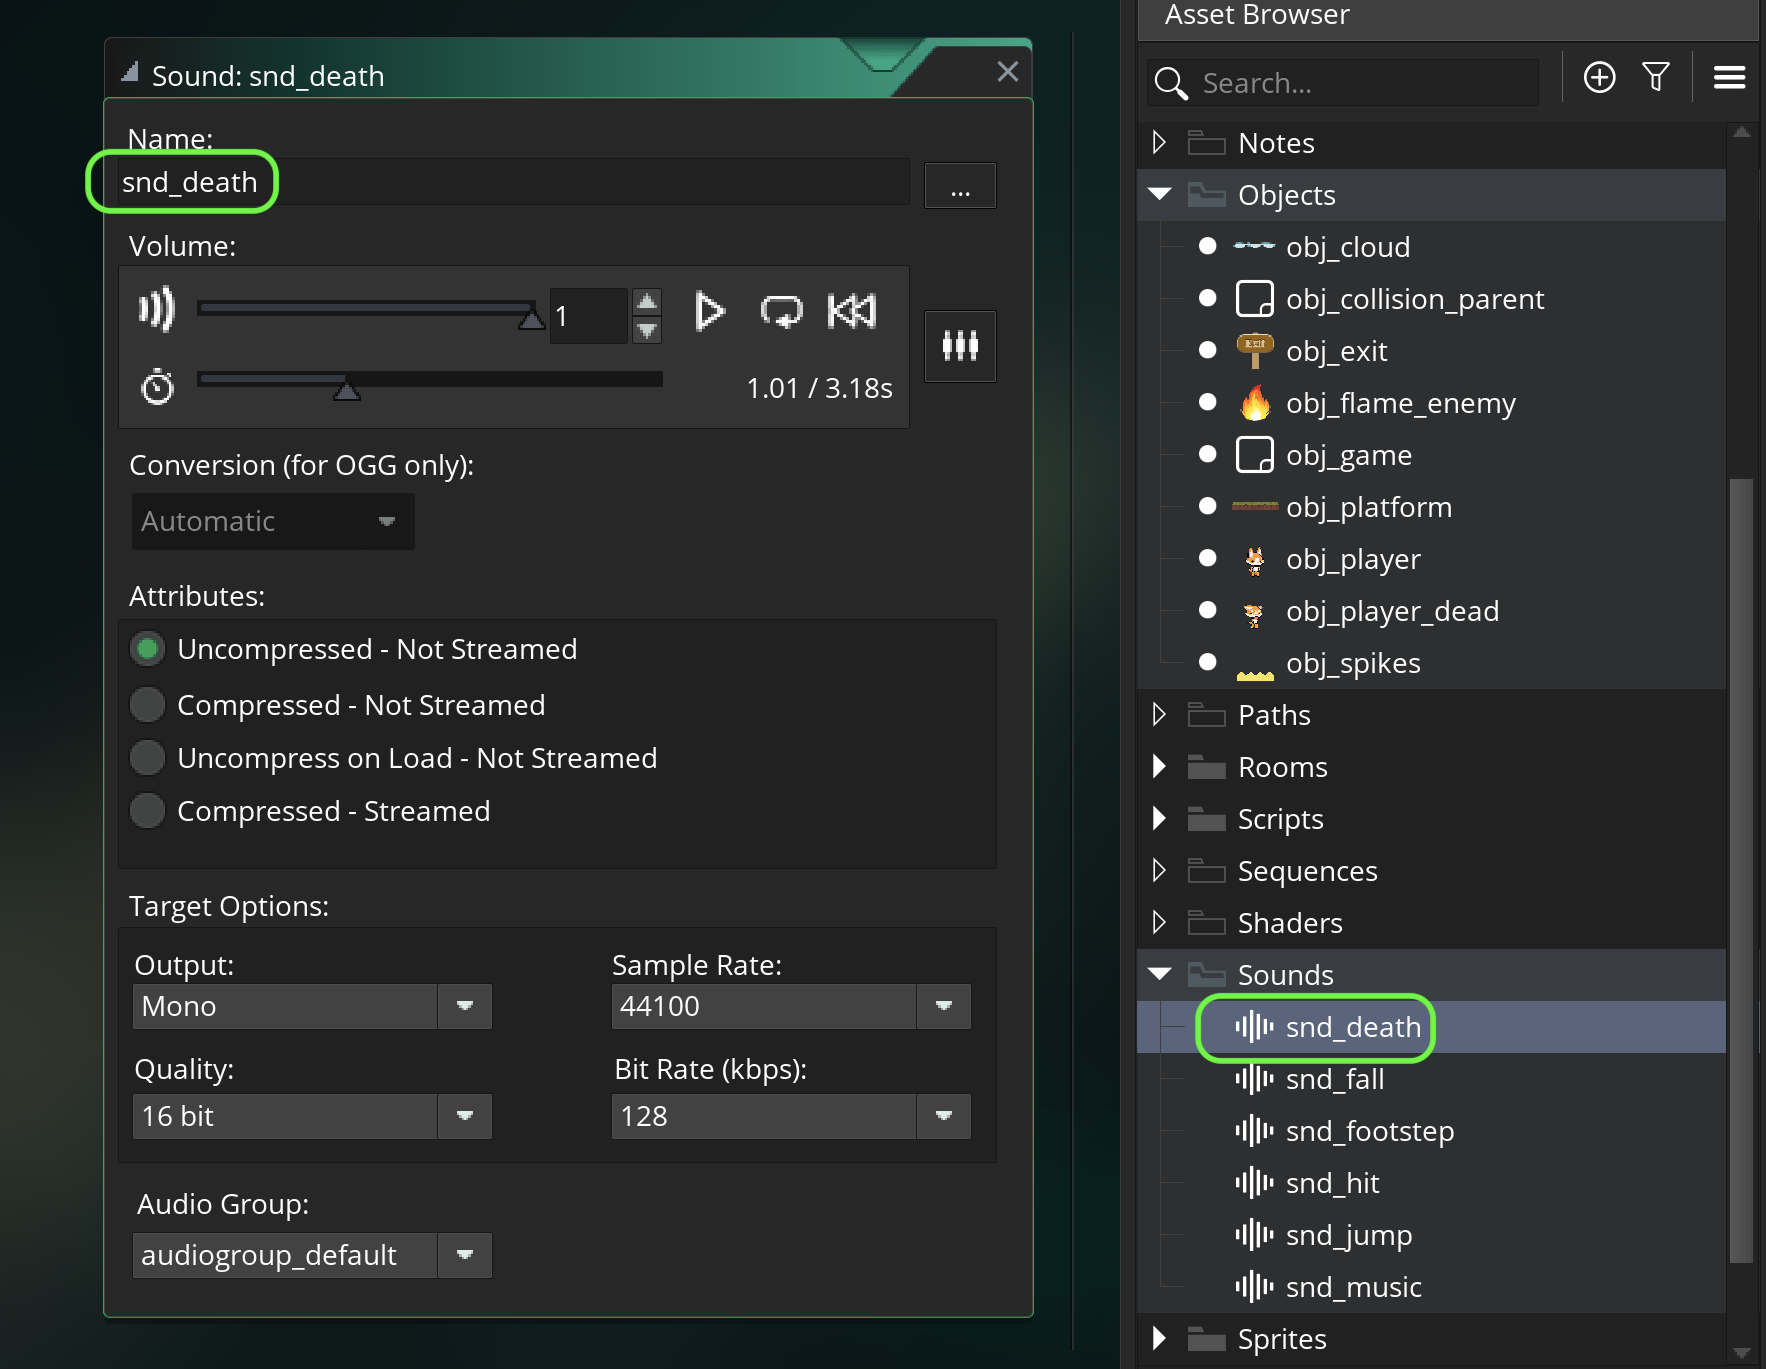 Sound: snd_death
Name:
snd_death
...
Volume:
1
1.01 / 3.18s
Conversion (for OGG only):
Automatic
Attributes:
Uncompressed - Not Streamed
Compressed - Not Streamed
Uncompress on Load - Not Streamed
Compressed - Streamed
Target Options:
Output:
Mono
Sample Rate:
44100
Quality:
16 bit
Bit Rate (kbps):
128
Audio Group:
audiogroup_default
Asset Browser
Search...
Notes
Objects
obj_cloud
obj_collision_parent
EXIT
obj_exit
obj_flame_enemy
obj_game
obj_platform
obj_player
obj_player_dead
obj_spikes
Paths
Rooms
Scripts
Sequences
Shaders
Sounds
snd_death
snd_fall
snd_footstep
snd_hit
snd_jump
snd_music
Sprites